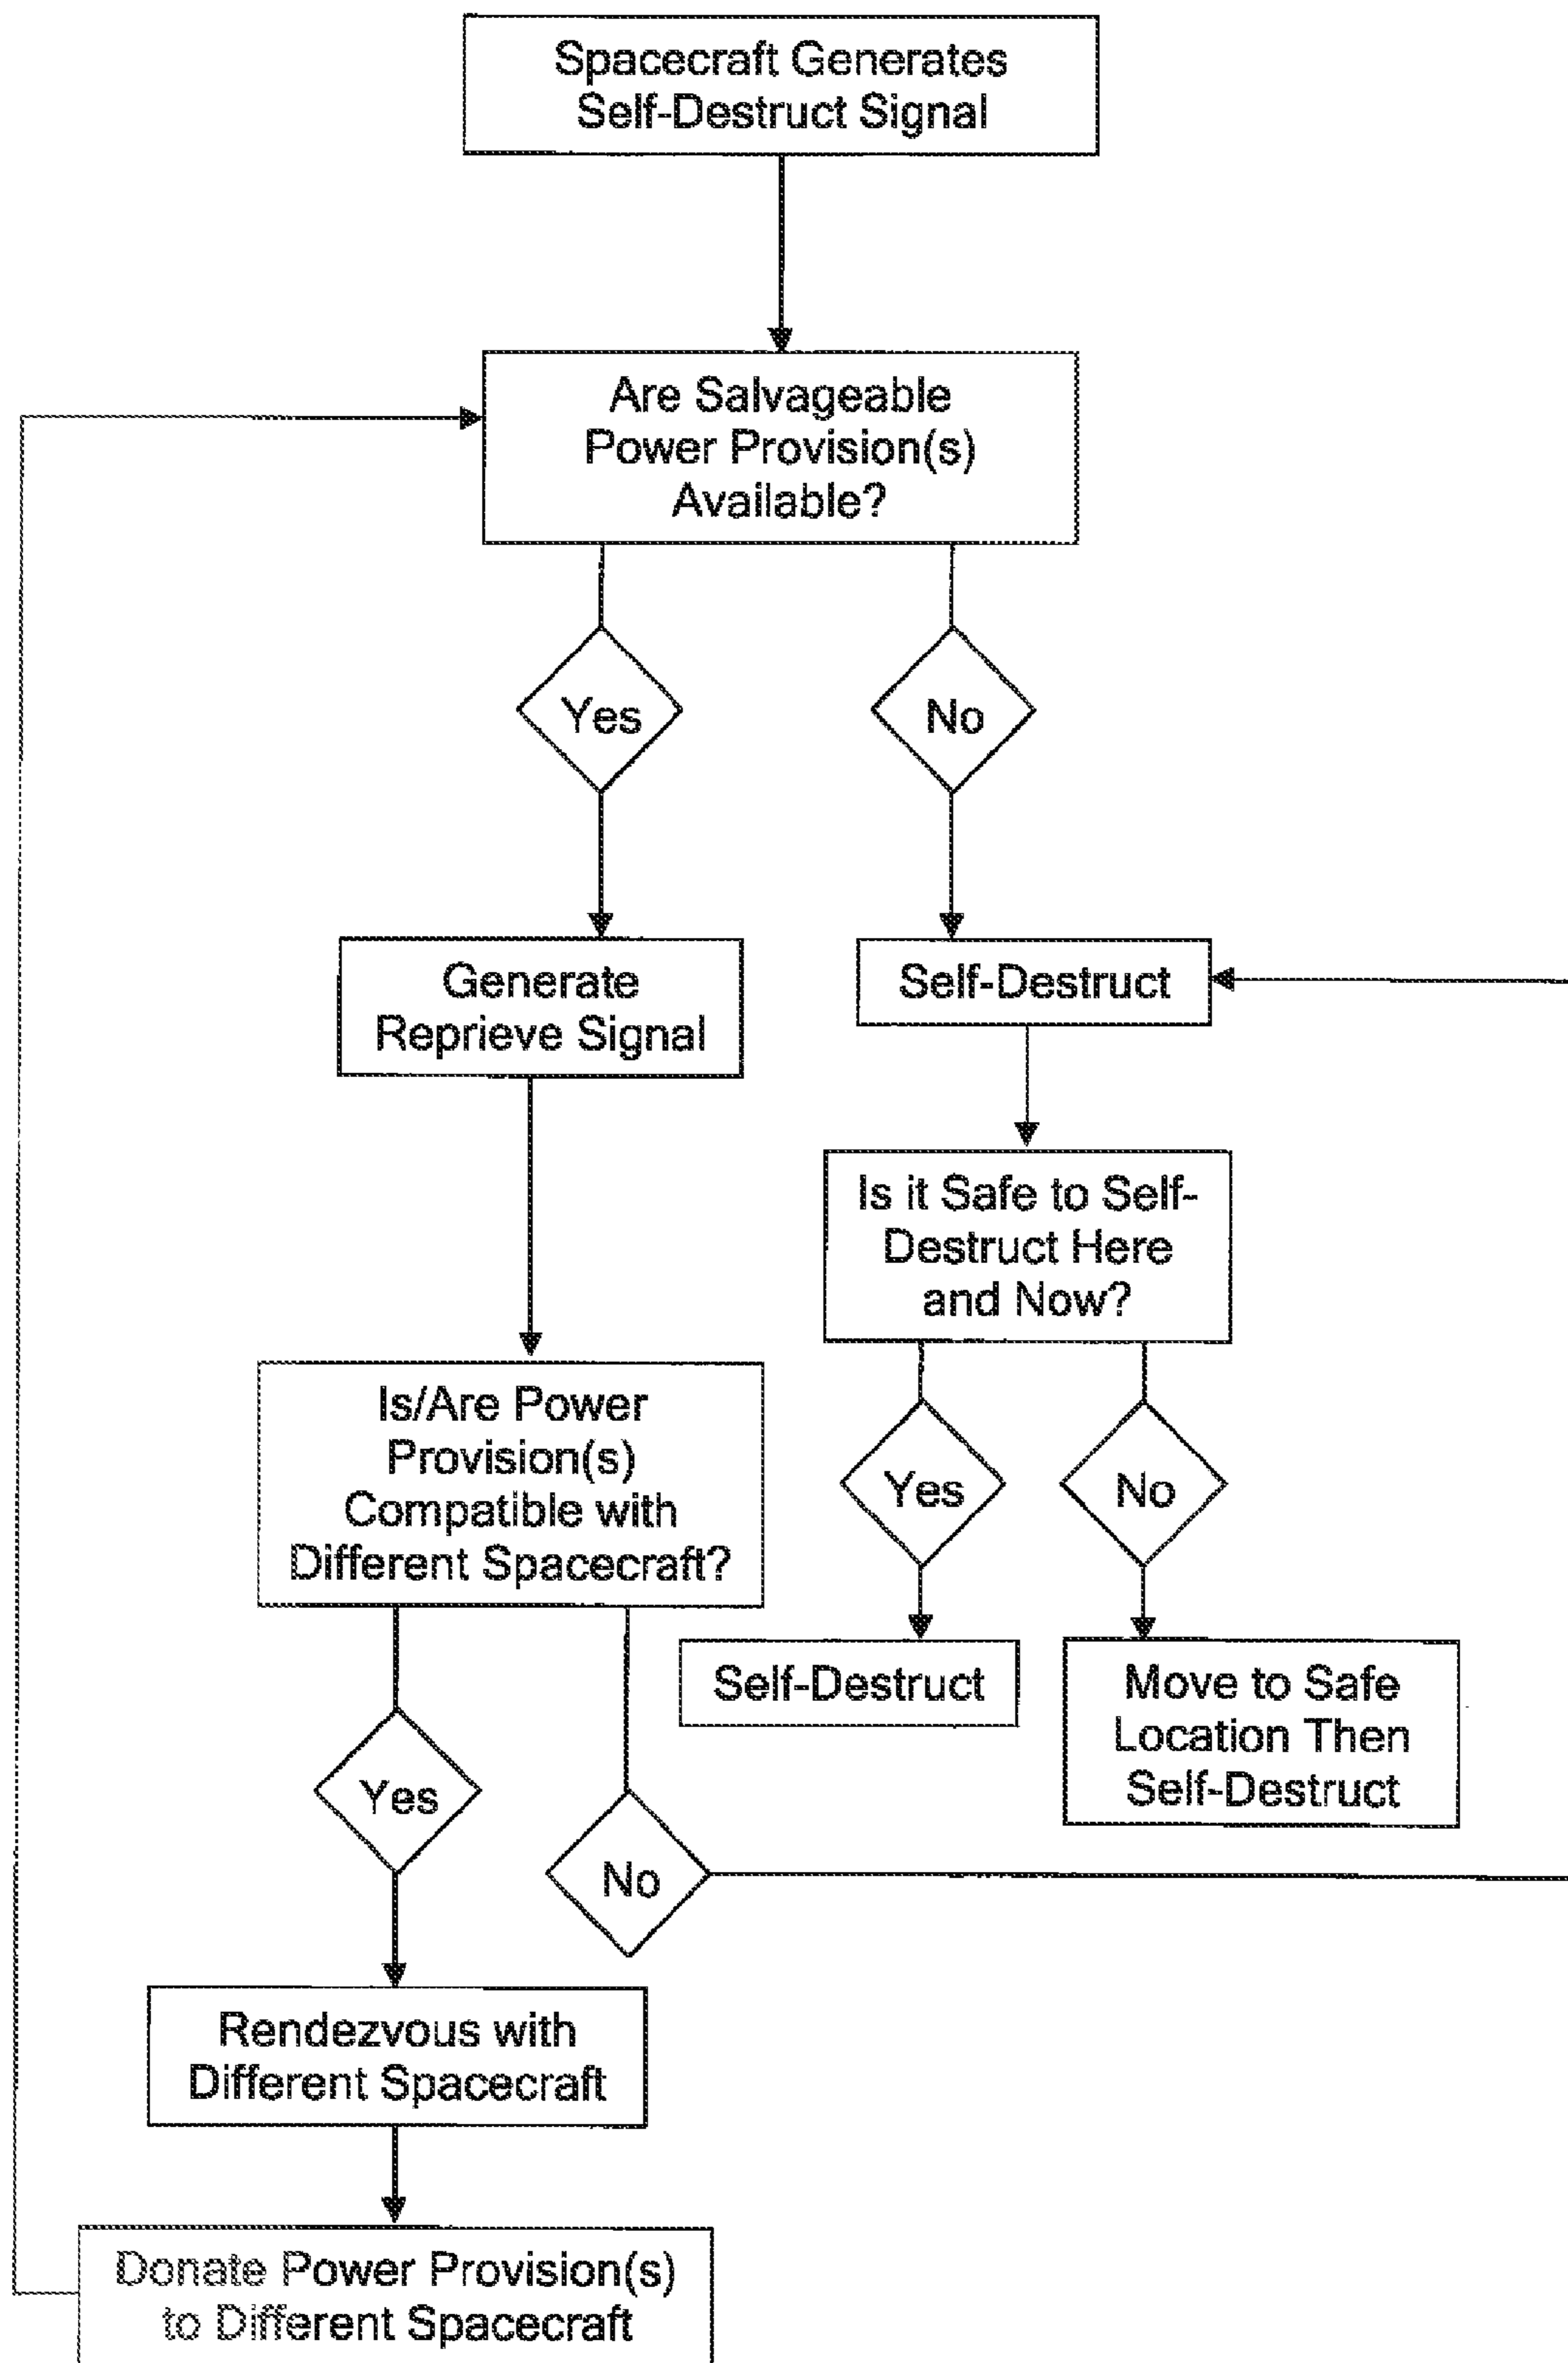 Spacecraft Generates
Self-Destruct Signal
Are Salvageable
Power Provision(s)
Available?
Yes
No
Generate
Reprieve Signal
Self-Destruct
Is it Safe to Self-
Destruct Here
and Now?
Is/Are Power
Provision(s)
Compatible with
Different Spacecraft?
Yes
No
Self-Destruct
Move to Safe
Location Then
Self-Destruct
Yes
No
Rendezvous with
Different Spacecraft
Donate Power Provision(s)
to Different Spacecraft